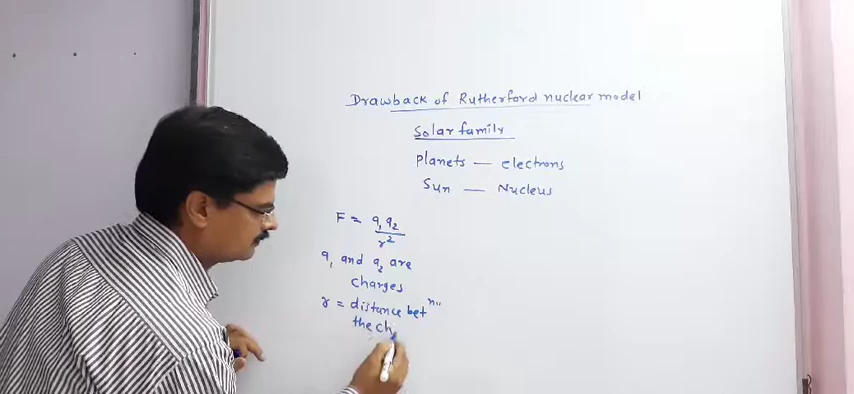 Drawback of Rutherford nuclear model
Solar family
Planets — electrons
Sun — Nucleus
F = q₁q₂/r²
q₁ and q₂ are
charges
r = distance betⁿ
the ch